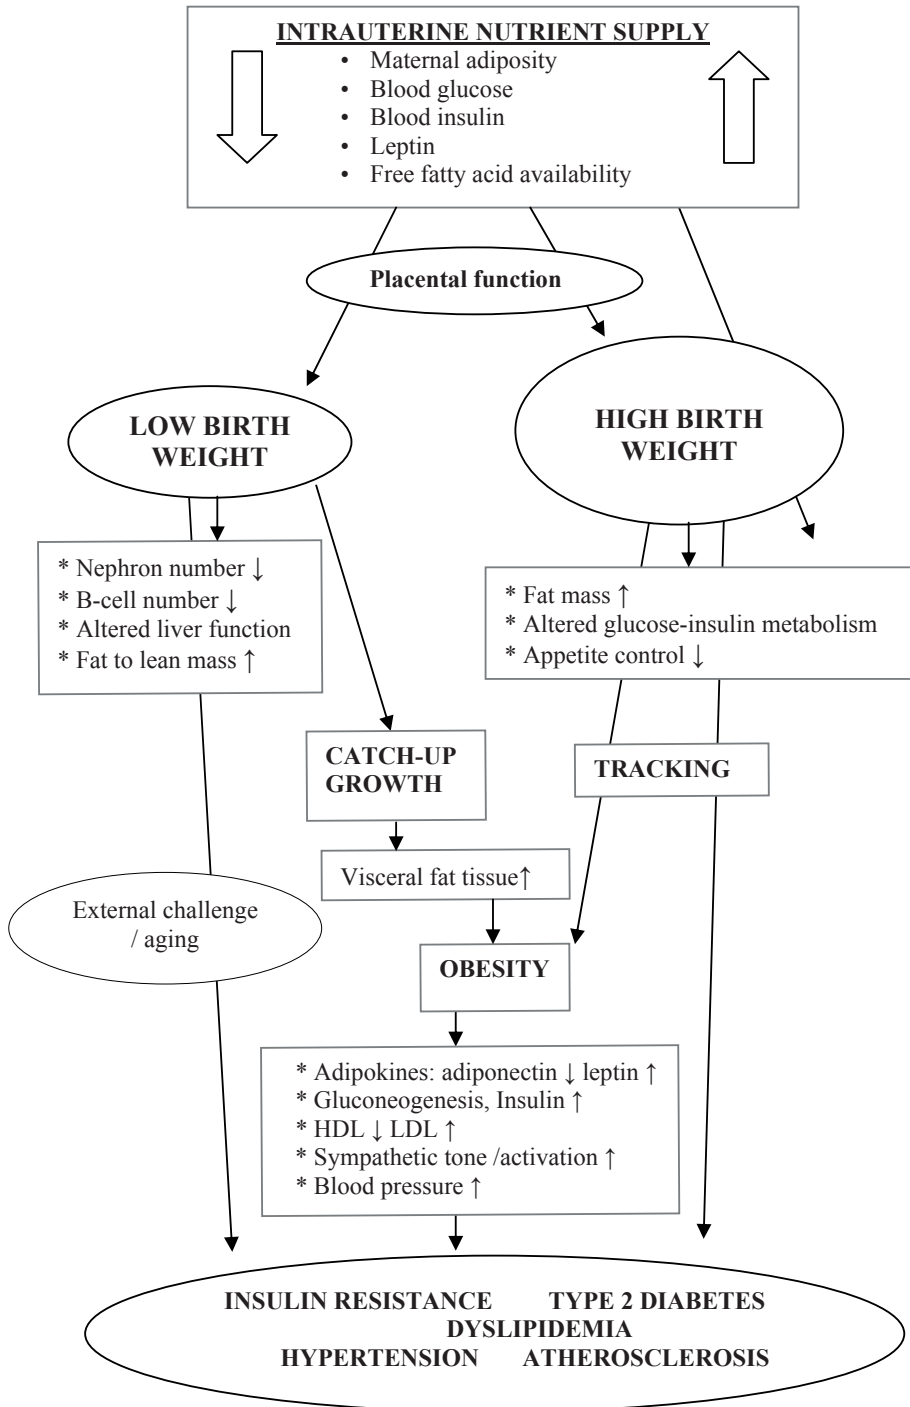 INTRAUTERINE NUTRIENT SUPPLY
• Maternal adiposity
• Blood glucose
• Blood insulin
• Leptin
• Free fatty acid availability
Placental function
LOW BIRTH
WEIGHT
HIGH BIRTH
WEIGHT
* Nephron number ↓
* B-cell number ↓
* Altered liver function
* Fat to lean mass ↑
* Fat mass ↑
* Altered glucose-insulin metabolism
* Appetite control ↓
CATCH-UP
GROWTH
TRACKING
Visceral fat tissue↑
External challenge
/ aging
OBESITY
* Adipokines: adiponectin ↓ leptin ↑
* Gluconeogenesis, Insulin ↑
* HDL ↓ LDL ↑
* Sympathetic tone /activation ↑
* Blood pressure ↑
INSULIN RESISTANCE TYPE 2 DIABETES
DYSLIPIDEMIA
HYPERTENSION ATHEROSCLEROSIS